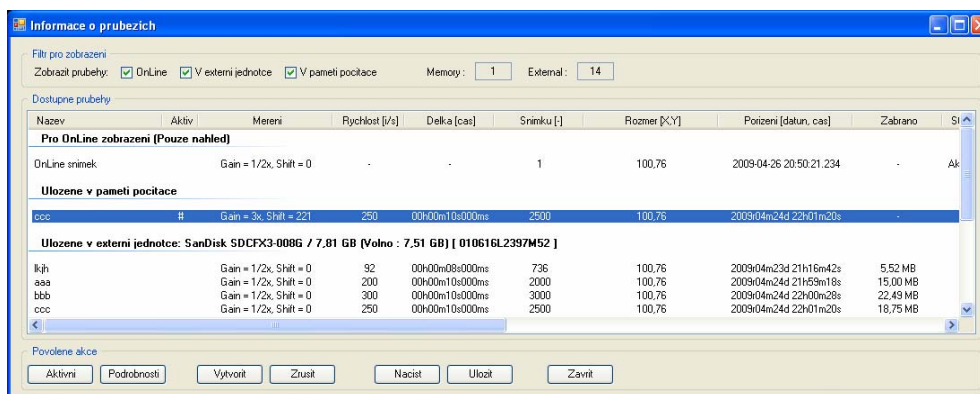 Informace o prubezich
Filtr pro zobrazeni
Zobrazit prubehy: OnLine V externi jednotce V pameti pocitace Memory : 1 External : 14
Dostupne prubehy
Nazev Aktiv Mereni Rychlost [i/s] Delka [cas] Snimku [-] Rozmer [X,Y] Porizeni [datun, cas] Zabrano
Pro OnLine zobrazeni (Pouze nahled)
OnLine snimek Gain = 1/2x, Shift = 0 - - 1 100,76 2009-04-26 20:50:21.234 - Ak
Ulozene v pameti pocitace
ccc # Gain = 3x, Shift = 221 250 00h00m10s000ms 2500 100,76 2009r04m24d 22h01m20s -
Ulozene v externi jednotce: SanDisk SDCFX3-008G / 7,81 GB (Volno : 7,51 GB) [ 010616L2397M52 ]
lkjh Gain = 1/2x, Shift = 0 92 00h00m08s000ms 736 100,76 2009r04m23d 21h16m42s 5,52 MB
aaa Gain = 1/2x, Shift = 0 200 00h00m10s000ms 2000 100,76 2009r04m24d 21h59m18s 15,00 MB
bbb Gain = 1/2x, Shift = 0 300 00h00m10s000ms 3000 100,76 2009r04m24d 22h00m28s 22,49 MB
ccc Gain = 1/2x, Shift = 0 250 00h00m10s000ms 2500 100,76 2009r04m24d 22h01m20s 18,75 MB
Povolene akce
Aktivni Podrobnosti Vytvorit Zrusit Nacist Ulozit Zavrit